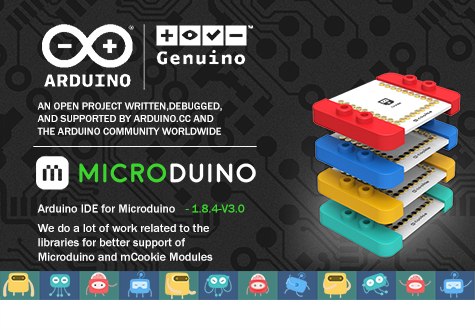 ARDUINO
Genuino
AN OPEN PROJECT WRITTEN,DEBUGGED,
AND SUPPORTED BY ARDUINO.CC AND
THE ARDUINO COMMUNITY WORLDWIDE
MICRODUINO
Arduino IDE for Microduino - 1.8.4-V3.0
We do a lot of work related to the
libraries for better support of
Microduino and mCookie Modules